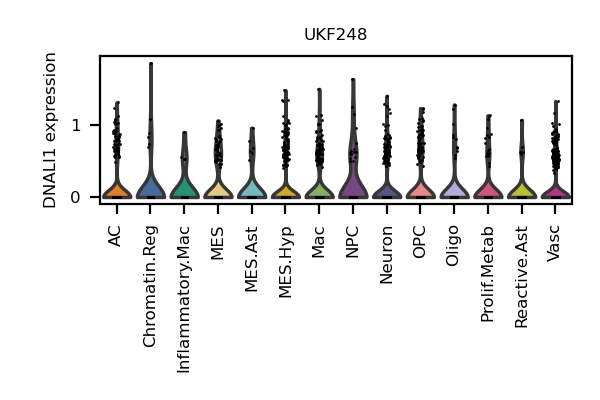 UKF248
DNALI1 expression
1
0
AC
Chromatin.Reg
Inflammatory.Mac
MES
MES.Ast
MES.Hyp
Mac
NPC
Neuron
OPC
Oligo
Prolif.Metab
Reactive.Ast
Vasc